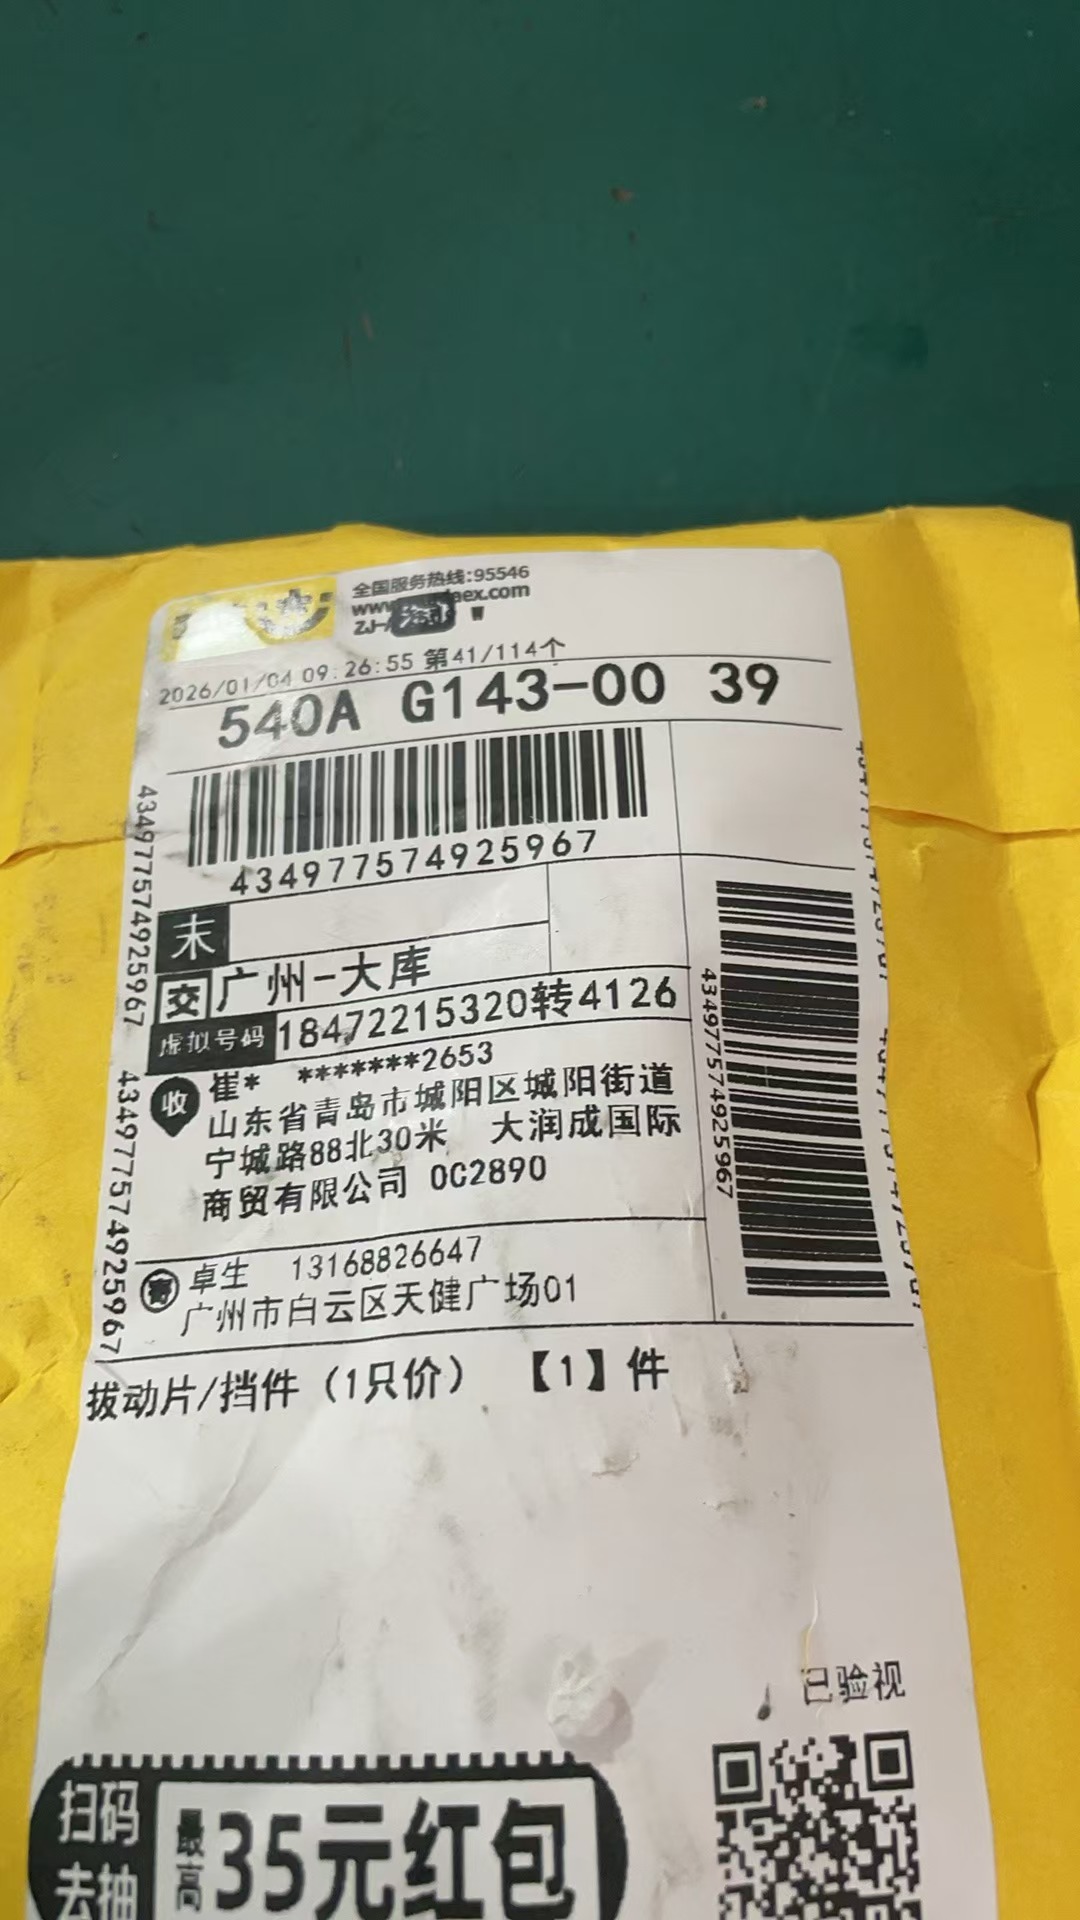 全国服务热线:95546
2026/01/04 09:26:55 第41/114个
540A G143-00 39
434977574925967
434977574925967
434977574925967
434977574925967
末
交 广州-大库
虚拟号码 18472215320转4126
收 崔* *******2653
山东省青岛市城阳区城阳街道
宁城路88北30米 大润成国际
商贸有限公司 0C2890
寄 卓生 13168826647
广州市白云区天健广场01
拔动片/挡件（1只价） 【1】件
已验视
扫码
去抽
最高
35元红包